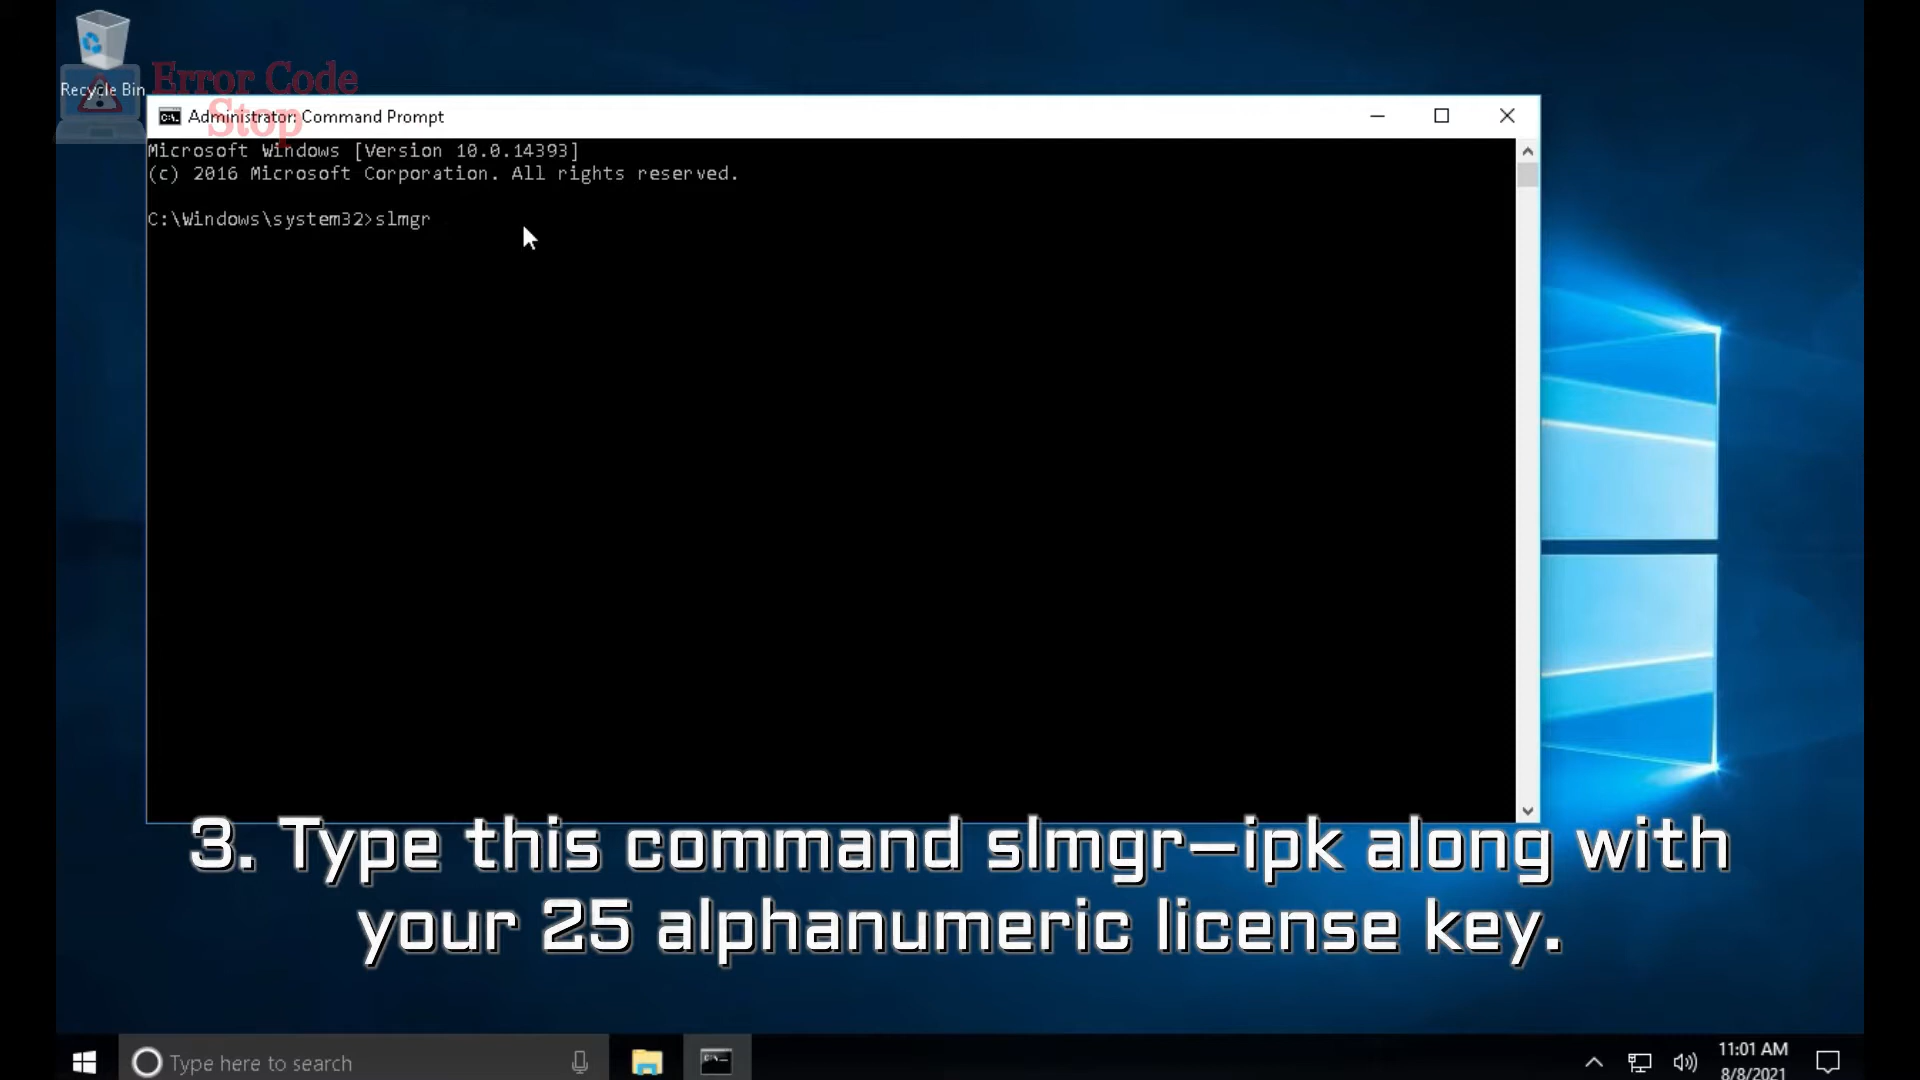 Recycle Bin
Error Code
Stop
Administrator: Command Prompt
Microsoft Windows [Version 10.0.14393]
(c) 2016 Microsoft Corporation. All rights reserved.
C:\Windows\system32>slmgr
3. Type this command slmgr–ipk along with
your 25 alphanumeric license key.
Type here to search
11:01 AM
8/8/2021